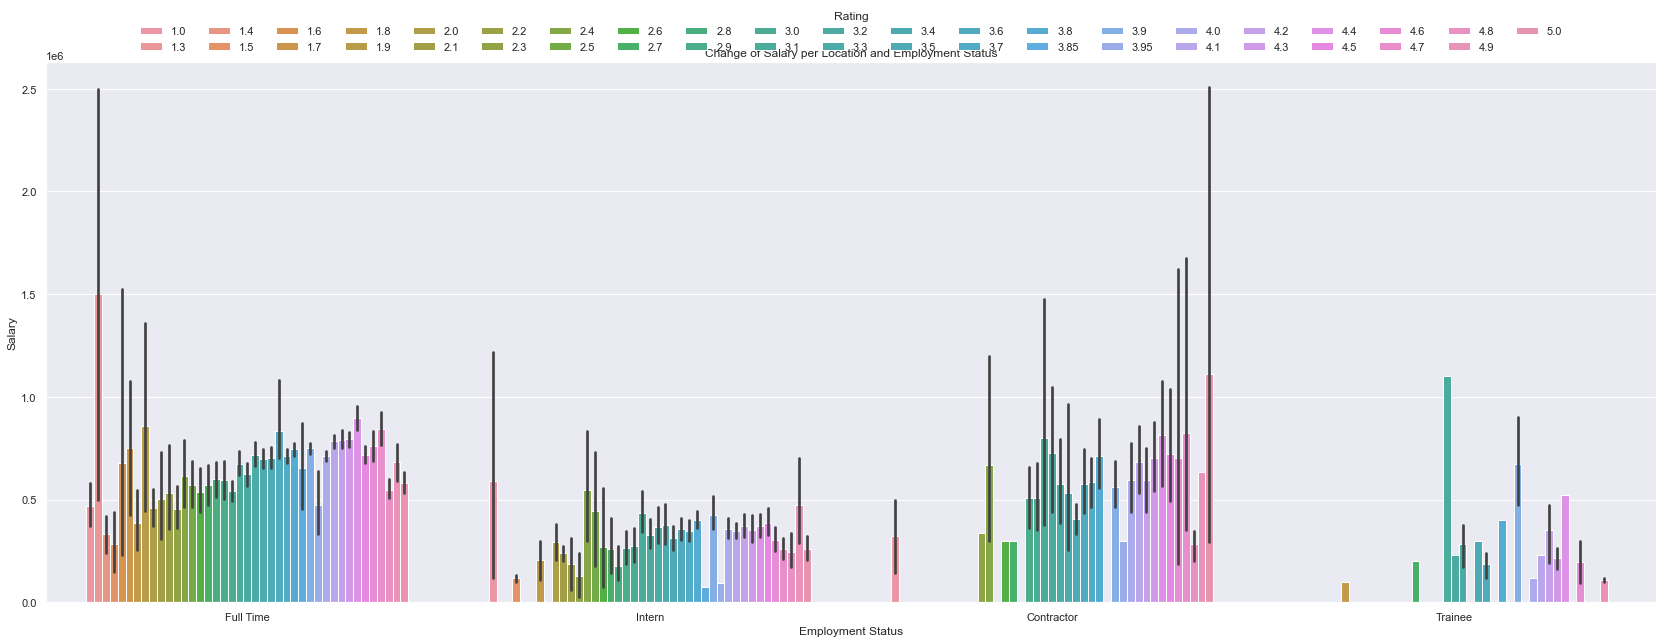 Rating
1.0 1.4 1.6 1.8 2.0 2.2 2.4 2.6 2.8 3.0 3.2 3.4 3.6 3.8 3.9 4.0 4.2 4.4 4.6 4.8 5.0
1.3 1.5 1.7 1.9 2.1 2.3 2.5 2.7 2.9 3.1 3.3 3.5 3.7 3.85 3.95 4.1 4.3 4.5 4.7 4.9
Change of Salary per Location and Employment Status
1e6
2.5
2.0
1.5
1.0
0.5
0.0
Salary
Full Time Intern Contractor Trainee
Employment Status